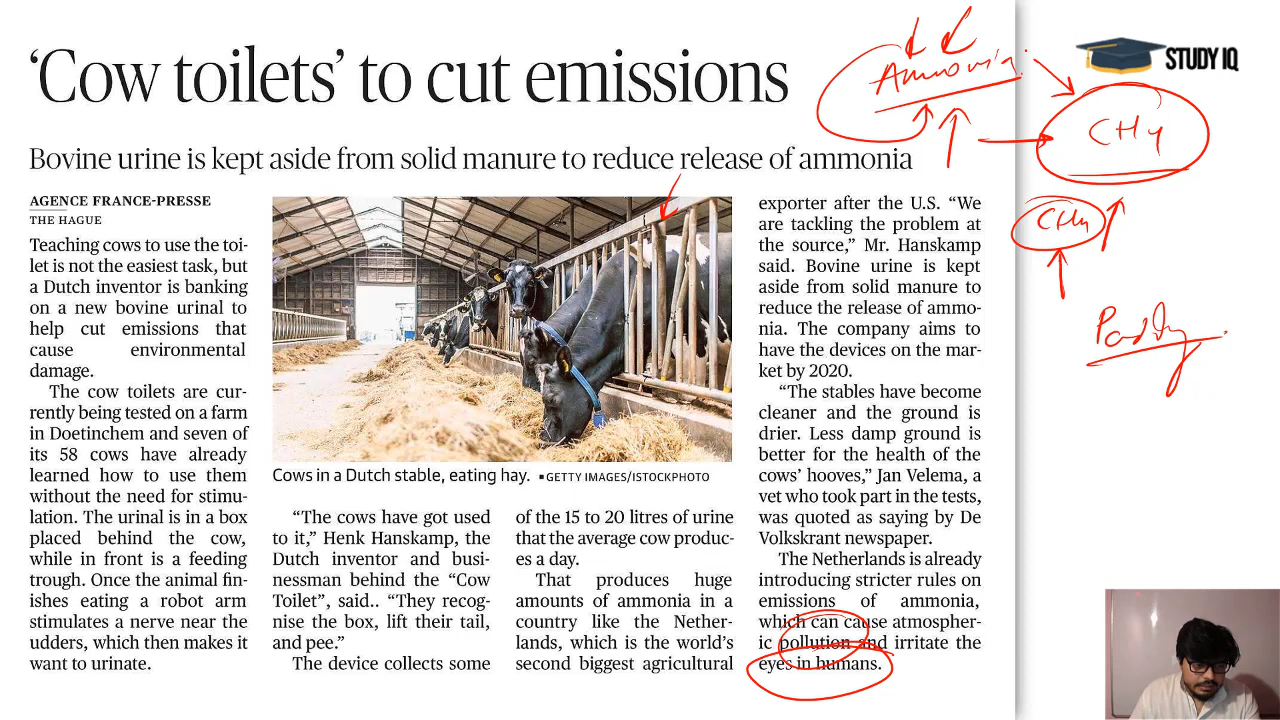 ‘Cow toilets’ to cut emissions
Bovine urine is kept aside from solid manure to reduce release of ammonia
AGENCE FRANCE-PRESSE
THE HAGUE
Teaching cows to use the toi-
let is not the easiest task, but
a Dutch inventor is banking
on a new bovine urinal to
help cut emissions that
cause environmental
damage.
The cow toilets are cur-
rently being tested on a farm
in Doetinchem and seven of
its 58 cows have already
learned how to use them
without the need for stimu-
lation. The urinal is in a box
placed behind the cow,
while in front is a feeding
trough. Once the animal fin-
ishes eating a robot arm
stimulates a nerve near the
udders, which then makes it
want to urinate.
Cows in a Dutch stable, eating hay. ▪GETTY IMAGES/ISTOCKPHOTO
“The cows have got used
to it,” Henk Hanskamp, the
Dutch inventor and busi-
nessman behind the “Cow
Toilet”, said.. “They recog-
nise the box, lift their tail,
and pee.”
The device collects some
of the 15 to 20 litres of urine
that the average cow produc-
es a day.
That produces huge
amounts of ammonia in a
country like the Nether-
lands, which is the world’s
second biggest agricultural
exporter after the U.S. “We
are tackling the problem at
the source,” Mr. Hanskamp
said. Bovine urine is kept
aside from solid manure to
reduce the release of ammo-
nia. The company aims to
have the devices on the mar-
ket by 2020.
“The stables have become
cleaner and the ground is
drier. Less damp ground is
better for the health of the
cows’ hooves,” Jan Velema, a
vet who took part in the tests,
was quoted as saying by De
Volkskrant newspaper.
The Netherlands is already
introducing stricter rules on
emissions of ammonia,
which can cause atmospher-
ic pollution and irritate the
eyes in humans.
Ammonia
STUDY IQ
CH4
CH4
Paddy